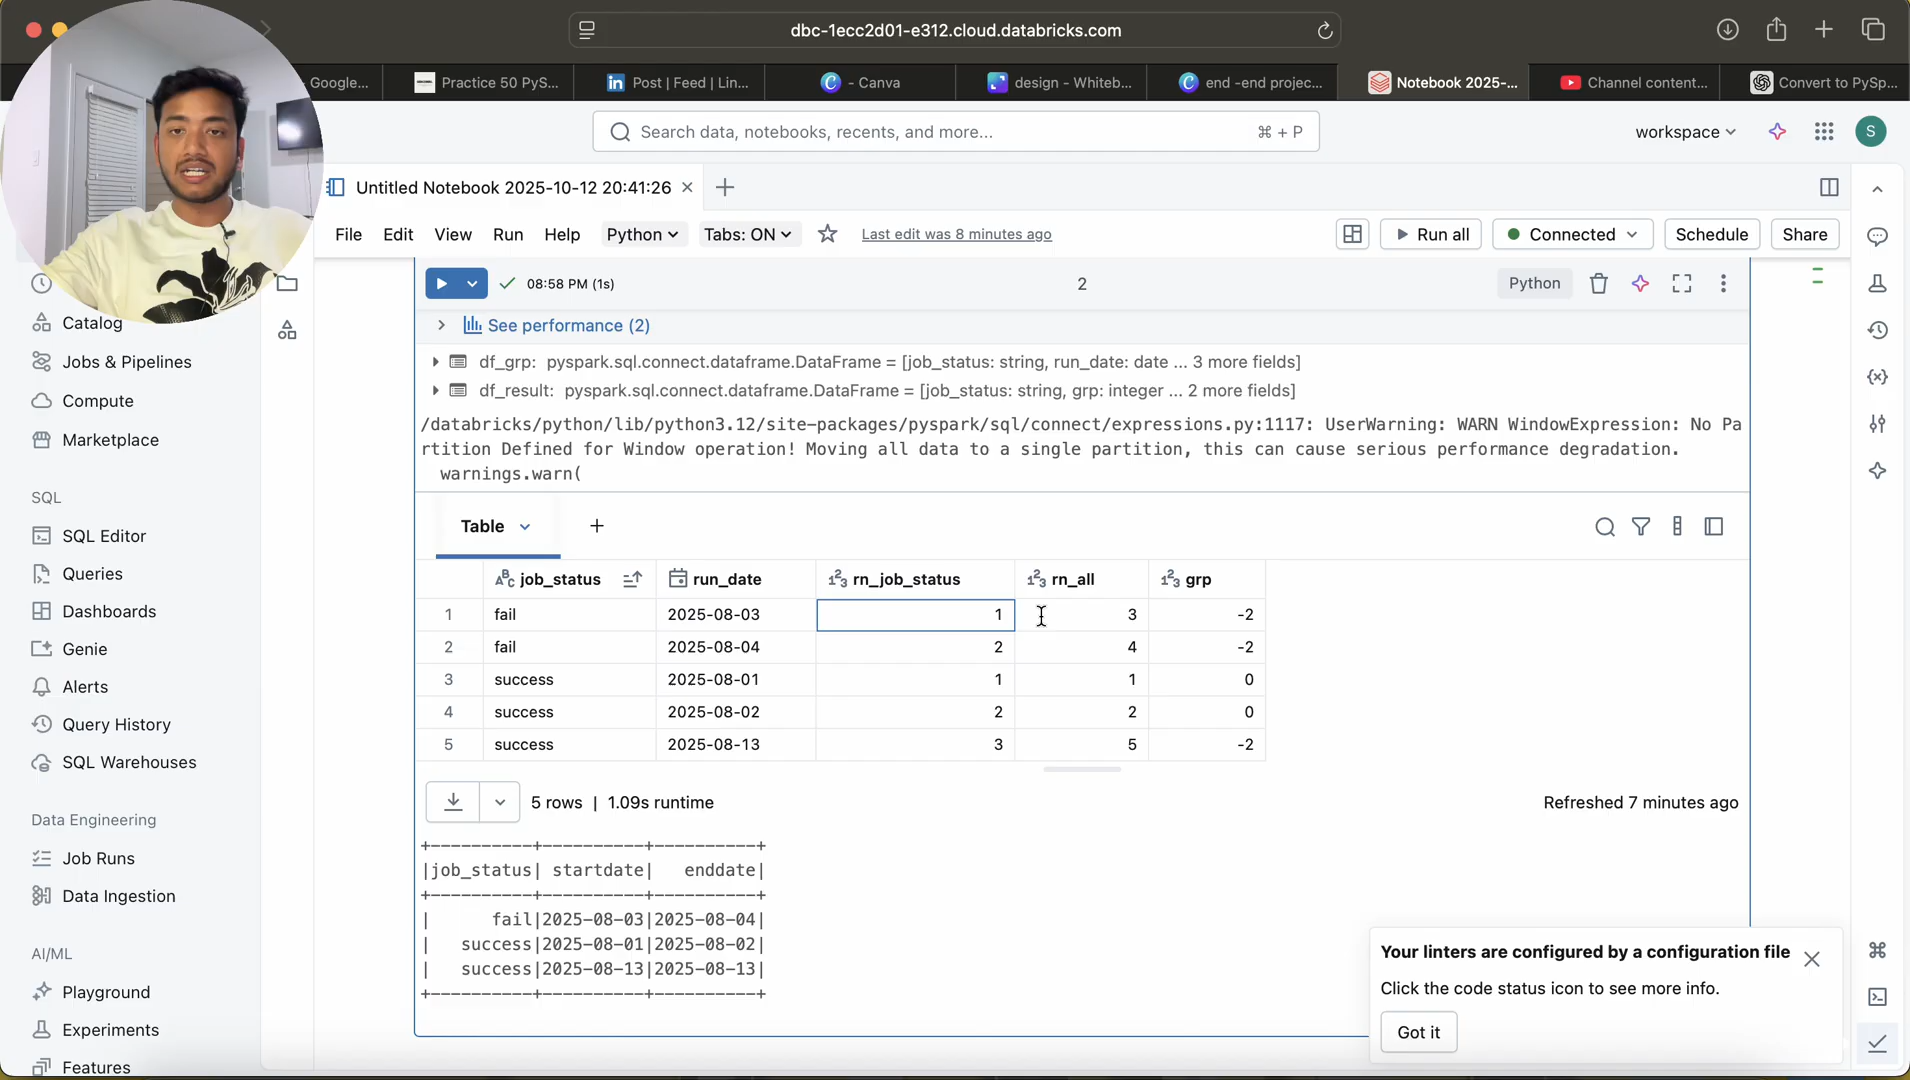 dbc-1ecc2d01-e312.cloud.databricks.com
Google...
Practice 50 PyS...
Post | Feed | Lin...
- Canva
design - Whiteb...
end -end projec...
Notebook 2025-...
Channel content...
Convert to PySp...
Search data, notebooks, recents, and more...
⌘ + P
workspace
S
Untitled Notebook 2025-10-12 20:41:26
File Edit View Run Help Python Tabs: ON Last edit was 8 minutes ago
Run all Connected Schedule Share
08:58 PM (1s)
2
Python
See performance (2)
df_grp: pyspark.sql.connect.dataframe.DataFrame = [job_status: string, run_date: date ... 3 more fields]
df_result: pyspark.sql.connect.dataframe.DataFrame = [job_status: string, grp: integer ... 2 more fields]
/databricks/python/lib/python3.12/site-packages/pyspark/sql/connect/expressions.py:1117: UserWarning: WARN WindowExpression: No Pa
rtition Defined for Window operation! Moving all data to a single partition, this can cause serious performance degradation.
warnings.warn(
Table
job_status run_date rn_job_status rn_all grp
1 fail 2025-08-03 1 3 -2
2 fail 2025-08-04 2 4 -2
3 success 2025-08-01 1 1 0
4 success 2025-08-02 2 2 0
5 success 2025-08-13 3 5 -2
5 rows | 1.09s runtime
Refreshed 7 minutes ago
+----------+----------+----------+
|job_status| startdate| enddate|
+----------+----------+----------+
| fail|2025-08-03|2025-08-04|
| success|2025-08-01|2025-08-02|
| success|2025-08-13|2025-08-13|
+----------+----------+----------+
Catalog
Jobs & Pipelines
Compute
Marketplace
SQL
SQL Editor
Queries
Dashboards
Genie
Alerts
Query History
SQL Warehouses
Data Engineering
Job Runs
Data Ingestion
AI/ML
Playground
Experiments
Features
Your linters are configured by a configuration file
Click the code status icon to see more info.
Got it